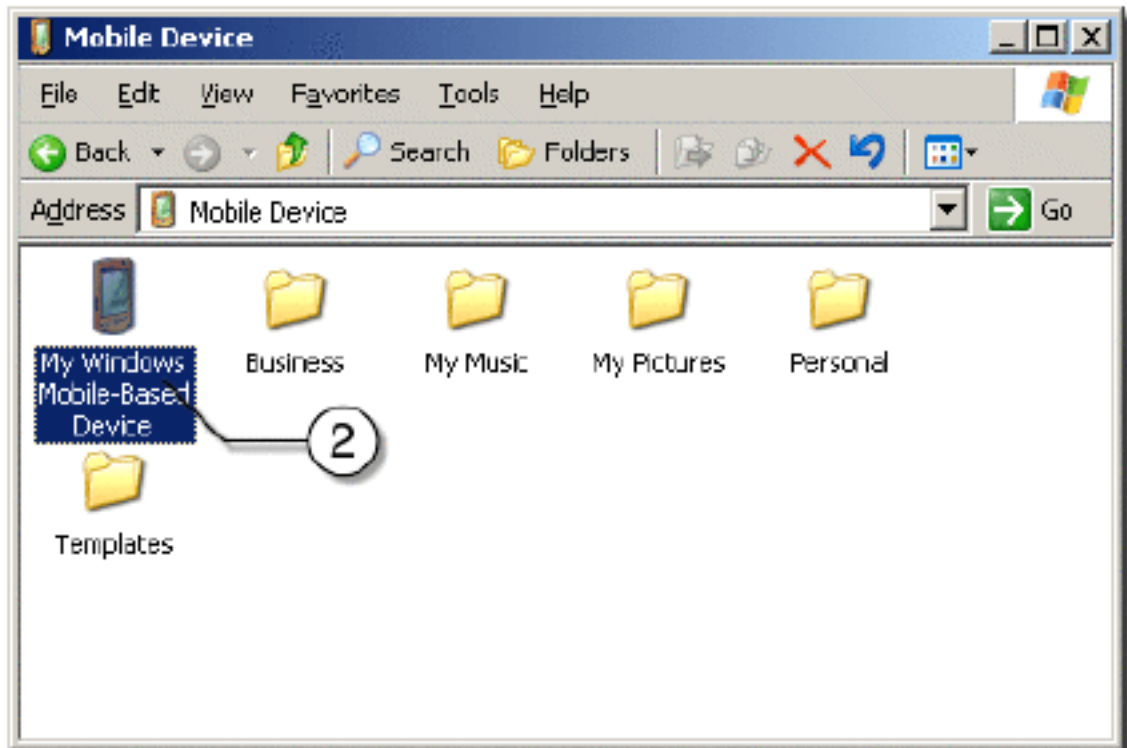 Mobile Device
File Edit View Favorites Tools Help
Back Search Folders
Address Mobile Device Go
My Windows Mobile-Based Device
Business
My Music
My Pictures
Personal
2
Templates